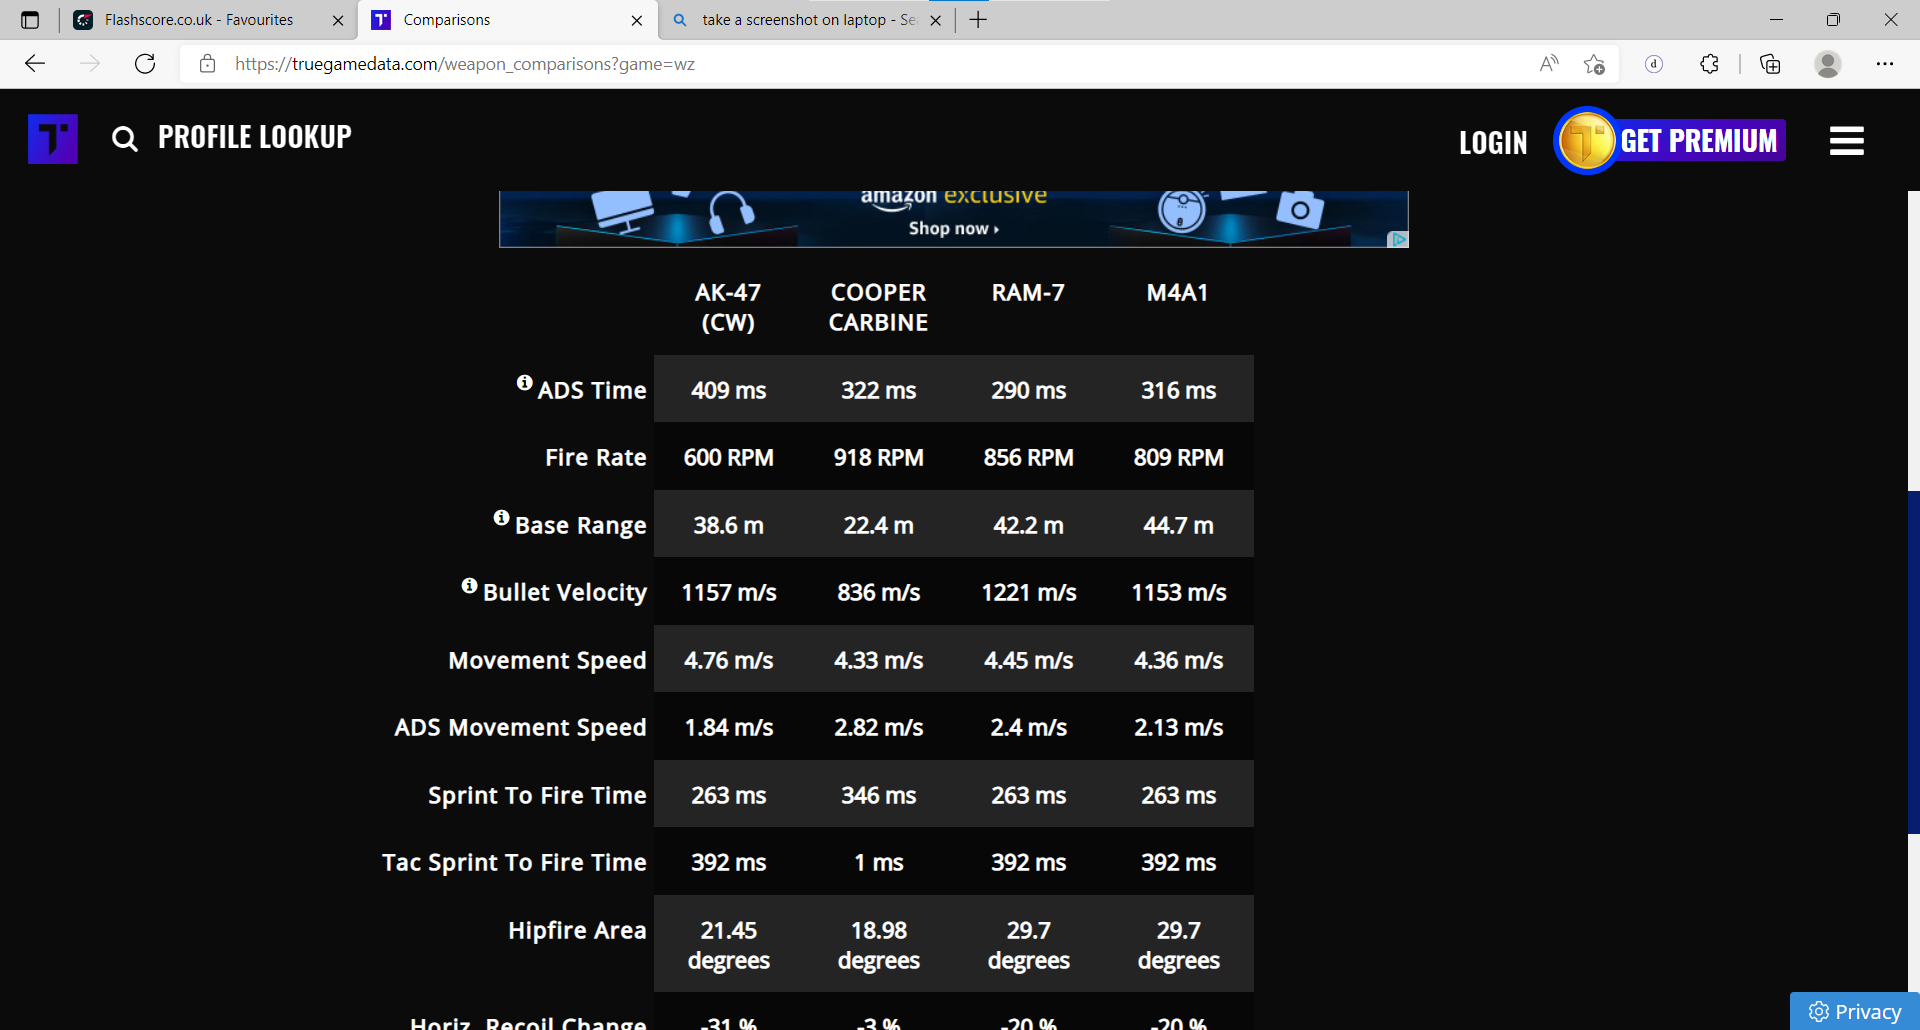 Flashscore.co.uk - Favourites
Comparisons
take a screenshot on laptop - Se
https://truegamedata.com/weapon_comparisons?game=wz
PROFILE LOOKUP
LOGIN
GET PREMIUM
amazon exclusive
Shop now
AK-47 (CW)
COOPER CARBINE
RAM-7
M4A1
ADS Time 409 ms 322 ms 290 ms 316 ms
Fire Rate 600 RPM 918 RPM 856 RPM 809 RPM
Base Range 38.6 m 22.4 m 42.2 m 44.7 m
Bullet Velocity 1157 m/s 836 m/s 1221 m/s 1153 m/s
Movement Speed 4.76 m/s 4.33 m/s 4.45 m/s 4.36 m/s
ADS Movement Speed 1.84 m/s 2.82 m/s 2.4 m/s 2.13 m/s
Sprint To Fire Time 263 ms 346 ms 263 ms 263 ms
Tac Sprint To Fire Time 392 ms 1 ms 392 ms 392 ms
Hipfire Area 21.45 degrees 18.98 degrees 29.7 degrees 29.7 degrees
Horiz. Recoil Change -31 % -3 % -20 % -20 %
Privacy